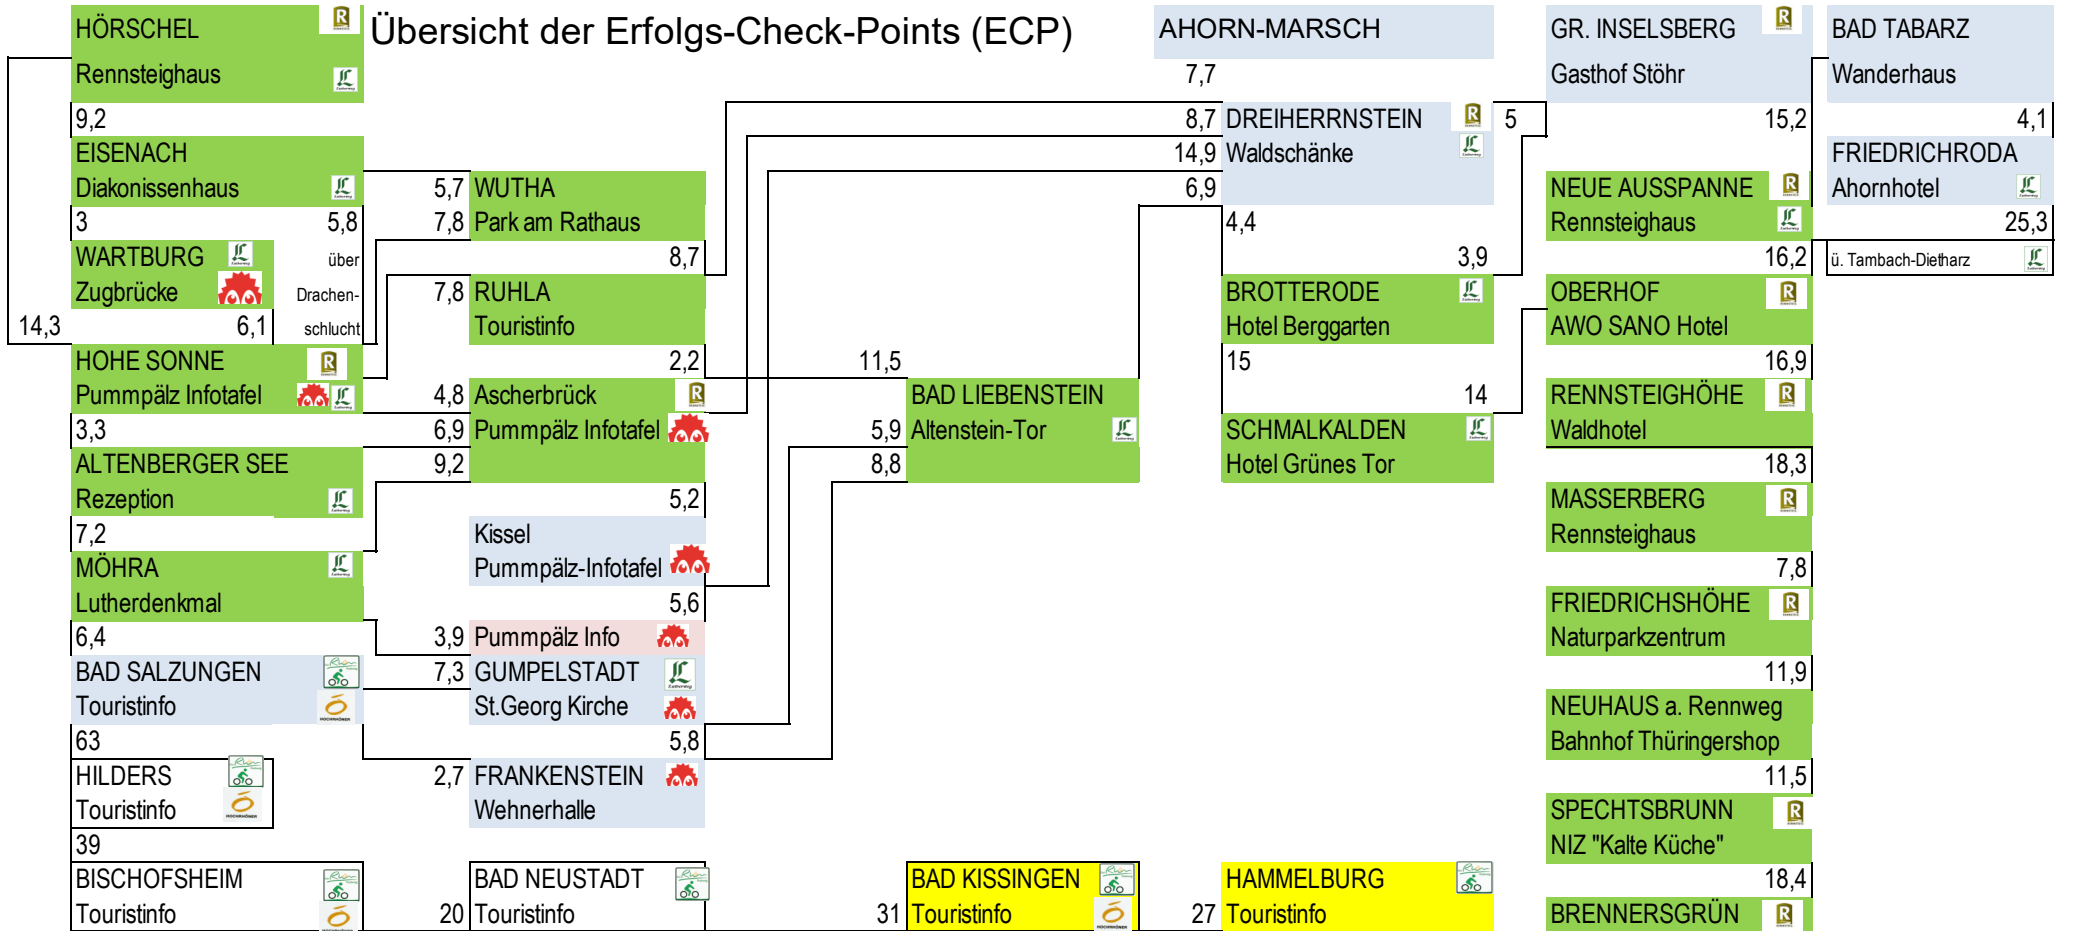 Übersicht der Erfolgs-Check-Points (ECP)
HÖRSCHEL
Rennsteighaus
9,2
EISENACH
Diakonissenhaus
3
5,8
WARTBURG
über
Zugbrücke
Drachen-
14,3
6,1
schlucht
HOHE SONNE
Pummpälz Infotafel
3,3
ALTENBERGER SEE
Rezeption
7,2
MÖHRA
Lutherdenkmal
6,4
BAD SALZUNGEN
Touristinfo
63
HILDERS
Touristinfo
39
BISCHOFSHEIM
Touristinfo
5,7 WUTHA
7,8 Park am Rathaus
8,7
7,8 RUHLA
Touristinfo
2,2
4,8 Ascherbrück
6,9 Pummpälz Infotafel
9,2
5,2
Kissel
Pummpälz-Infotafel
5,6
3,9 Pummpälz Info
7,3 GUMPELSTADT
St.Georg Kirche
5,8
2,7 FRANKENSTEIN
Wehnerhalle
BAD NEUSTADT
20 Touristinfo
11,5
BAD LIEBENSTEIN
5,9 Altenstein-Tor
8,8
BAD KISSINGEN
31 Touristinfo
AHORN-MARSCH
7,7
8,7 DREIHERRNSTEIN
5
14,9 Waldschänke
6,9
4,4
3,9
BROTTERODE
Hotel Berggarten
15
14
SCHMALKALDEN
Hotel Grünes Tor
HAMMELBURG
27 Touristinfo
GR. INSELSBERG
Gasthof Stöhr
15,2
NEUE AUSSPANNE
Rennsteighaus
16,2
OBERHOF
AWO SANO Hotel
16,9
RENNSTEIGHÖHE
Waldhotel
18,3
MASSERBERG
Rennsteighaus
7,8
FRIEDRICHSHÖHE
Naturparkzentrum
11,9
NEUHAUS a. Rennweg
Bahnhof Thüringershop
11,5
SPECHTSBRUNN
NIZ "Kalte Küche"
18,4
BRENNERSGRÜN
BAD TABARZ
Wanderhaus
4,1
FRIEDRICHRODA
Ahornhotel
25,3
ü. Tambach-Dietharz